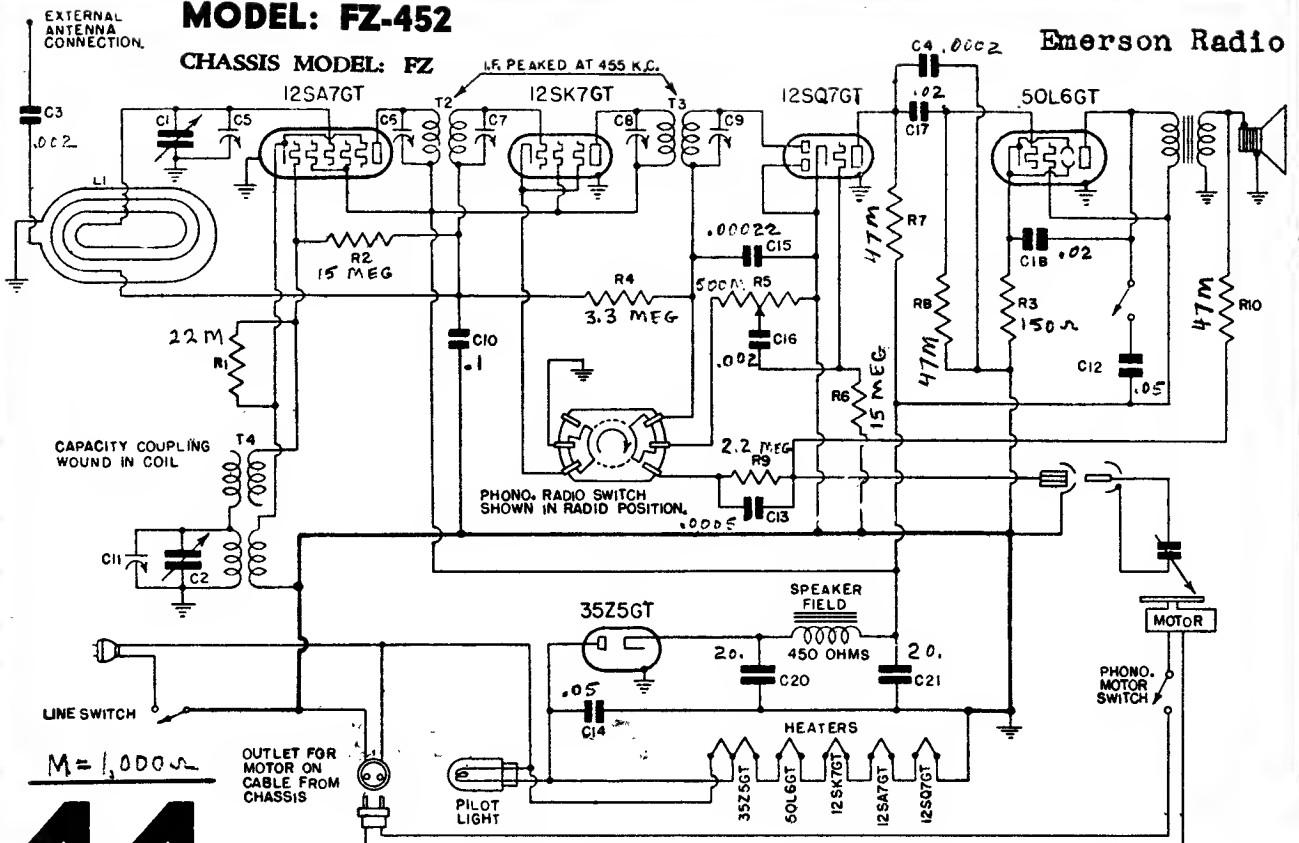 EXTERNAL
ANTENNA
CONNECTION.
MODEL: FZ-452
CHASSIS MODEL: FZ
Emerson Radio
I.F. PEAKED AT 455 K.C.
C4 .0002
12SA7GT
T2
12SK7GT
T3
12SQ7GT
.02
C17
50L6GT
C3
.002
C1
C5
C6
C7
C8
C9
L1
R7
47M
.00022
C15
R2
15 MEG
C18 .02
R4
3.3 MEG
500M
R5
R8
47M
R3
150Ω
R10
47M
22M
R1
C10
.1
C16
.002
C12
.05
R6
15 MEG
CAPACITY COUPLING
WOUND IN COIL
T4
2.2 MEG
R9
PHONO. RADIO SWITCH
SHOWN IN RADIO POSITION.
.0005
C13
C11
C2
SPEAKER
FIELD
35Z5GT
450 OHMS
MOTOR
20.
C20
20.
C21
PHONO.
MOTOR
SWITCH
.05
C14
LINE SWITCH
HEATERS
M = 1,000Ω
OUTLET FOR
MOTOR ON
CABLE FROM
CHASSIS
PILOT
LIGHT
35Z5GT
50L6GT
12SK7GT
12SA7GT
12SQ7GT